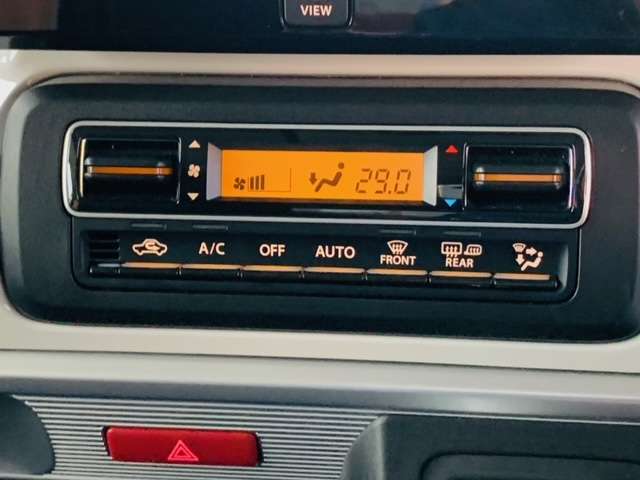 VIEW
29.0
A/C OFF AUTO FRONT REAR